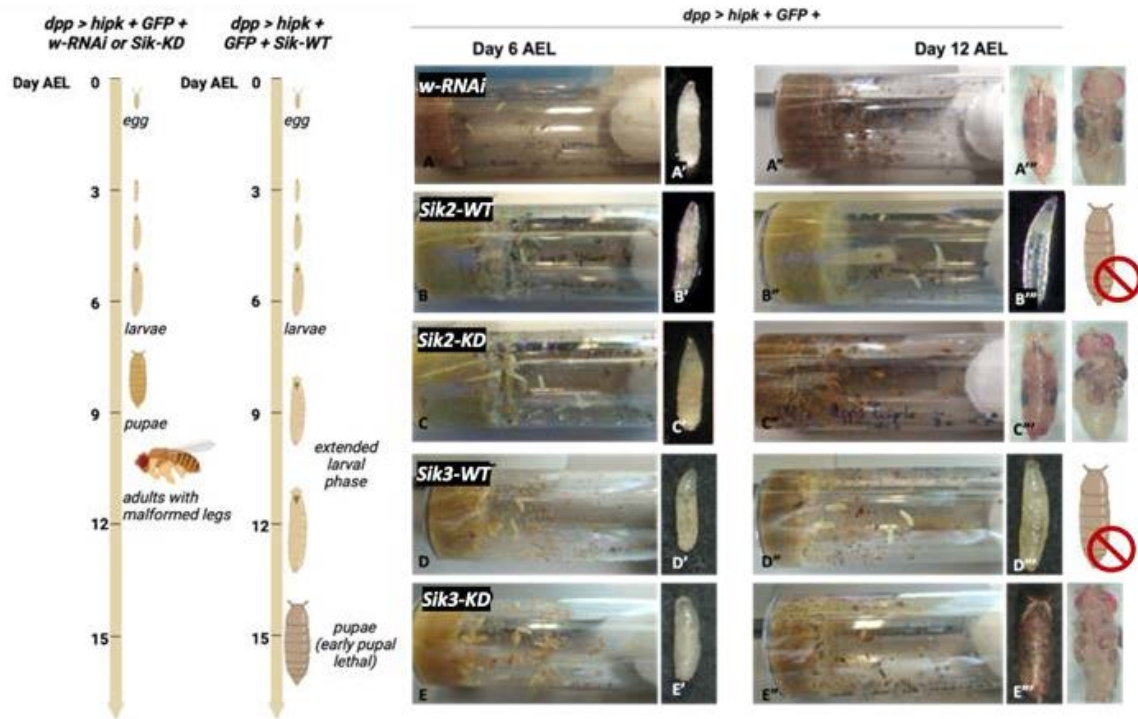 dpp > hipk + GFP +
w-RNAi or Sik-KD
dpp > hipk +
GFP + Sik-WT
Day AEL
0
egg
3
6
larvae
9
pupae
adults with
malformed legs
12
15
Day AEL
0
egg
3
6
larvae
9
extended
larval
phase
12
15
pupae
(early pupal
lethal)
dpp > hipk + GFP +
Day 6 AEL
Day 12 AEL
w-RNAi
A
A'
A"
A'"
Sik2-WT
B
B'
B"
B'"
Sik2-KD
C
C'
C"
C'"
Sik3-WT
D
D'
D"
D'"
Sik3-KD
E
E'
E"
E'"